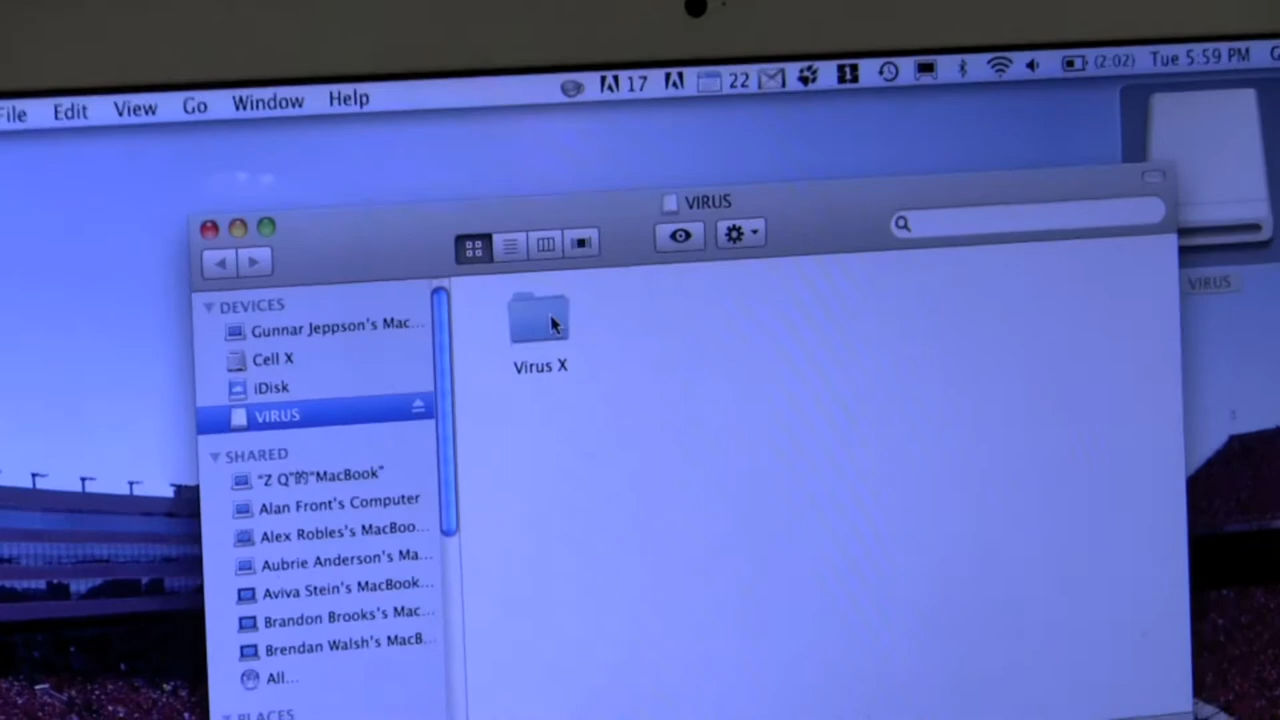 File Edit View Go Window Help 17 22 1 (2:02) Tue 5:59 PM
VIRUS
VIRUS
DEVICES
Gunnar Jeppson's Mac...
Cell X
iDisk
VIRUS
SHARED
"Z Q"的"MacBook"
Alan Front's Computer
Alex Robles's MacBoo...
Aubrie Anderson's Ma...
Aviva Stein's MacBook...
Brandon Brooks's Mac...
Brendan Walsh's MacB...
All...
PLACES
Virus X